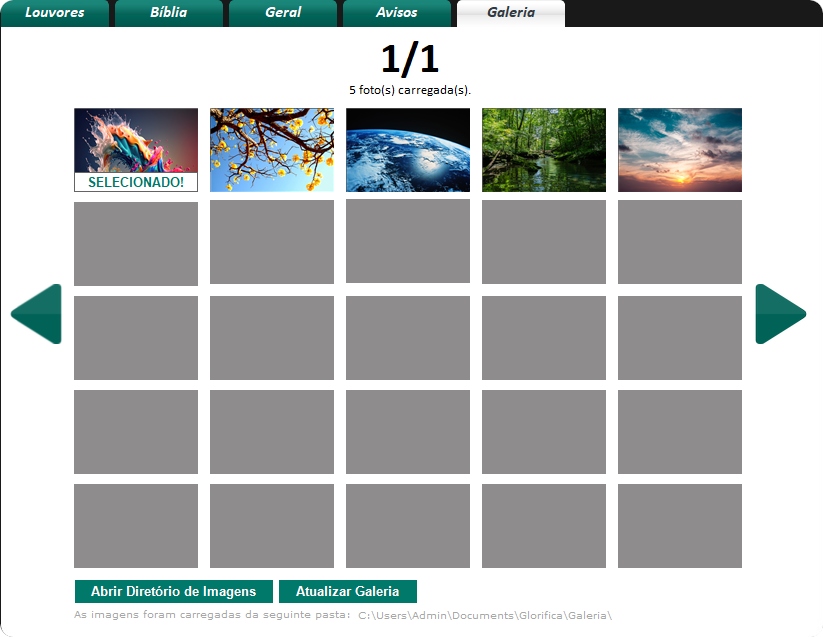 Louvores Bíblia Geral Avisos Galeria
1/1
5 foto(s) carregada(s).
SELECIONADO!
Abrir Diretório de Imagens Atualizar Galeria
As imagens foram carregadas da seguinte pasta: C:\Users\Admin\Documents\Glorifica\Galeria\